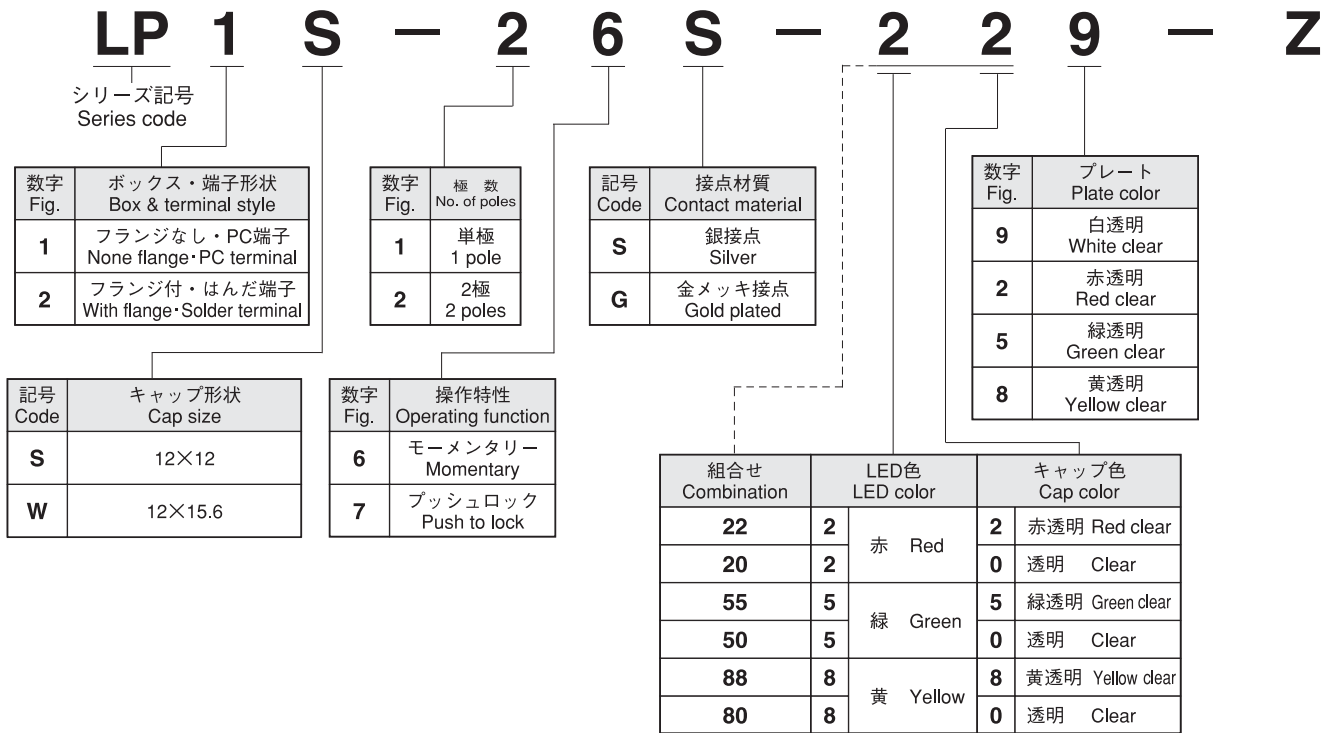 LP 1 S － 2 6 S － 2 2 9 － Z
シリーズ記号
Series code
数字 ボックス・端子形状
Fig. Box & terminal style
1 フランジなし・PC端子
None flange･PC terminal
2 フランジ付・はんだ端子
With flange･Solder terminal
数字 極 数
Fig. No. of poles
1 単極
1 pole
2 2極
2 poles
記号 接点材質
Code Contact material
S 銀接点
Silver
G 金メッキ接点
Gold plated
数字 プレート
Fig. Plate color
9 白透明
White clear
2 赤透明
Red clear
5 緑透明
Green clear
8 黄透明
Yellow clear
記号 キャップ形状
Code Cap size
S 12×12
W 12×15.6
数字 操作特性
Fig. Operating function
6 モーメンタリー
Momentary
7 プッシュロック
Push to lock
組合せ LED色 キャップ色
Combination LED color Cap color
22 2 赤 Red 2 赤透明 Red clear
20 2 0 透明 Clear
55 5 緑 Green 5 緑透明 Green clear
50 5 0 透明 Clear
88 8 黄 Yellow 8 黄透明 Yellow clear
80 8 0 透明 Clear